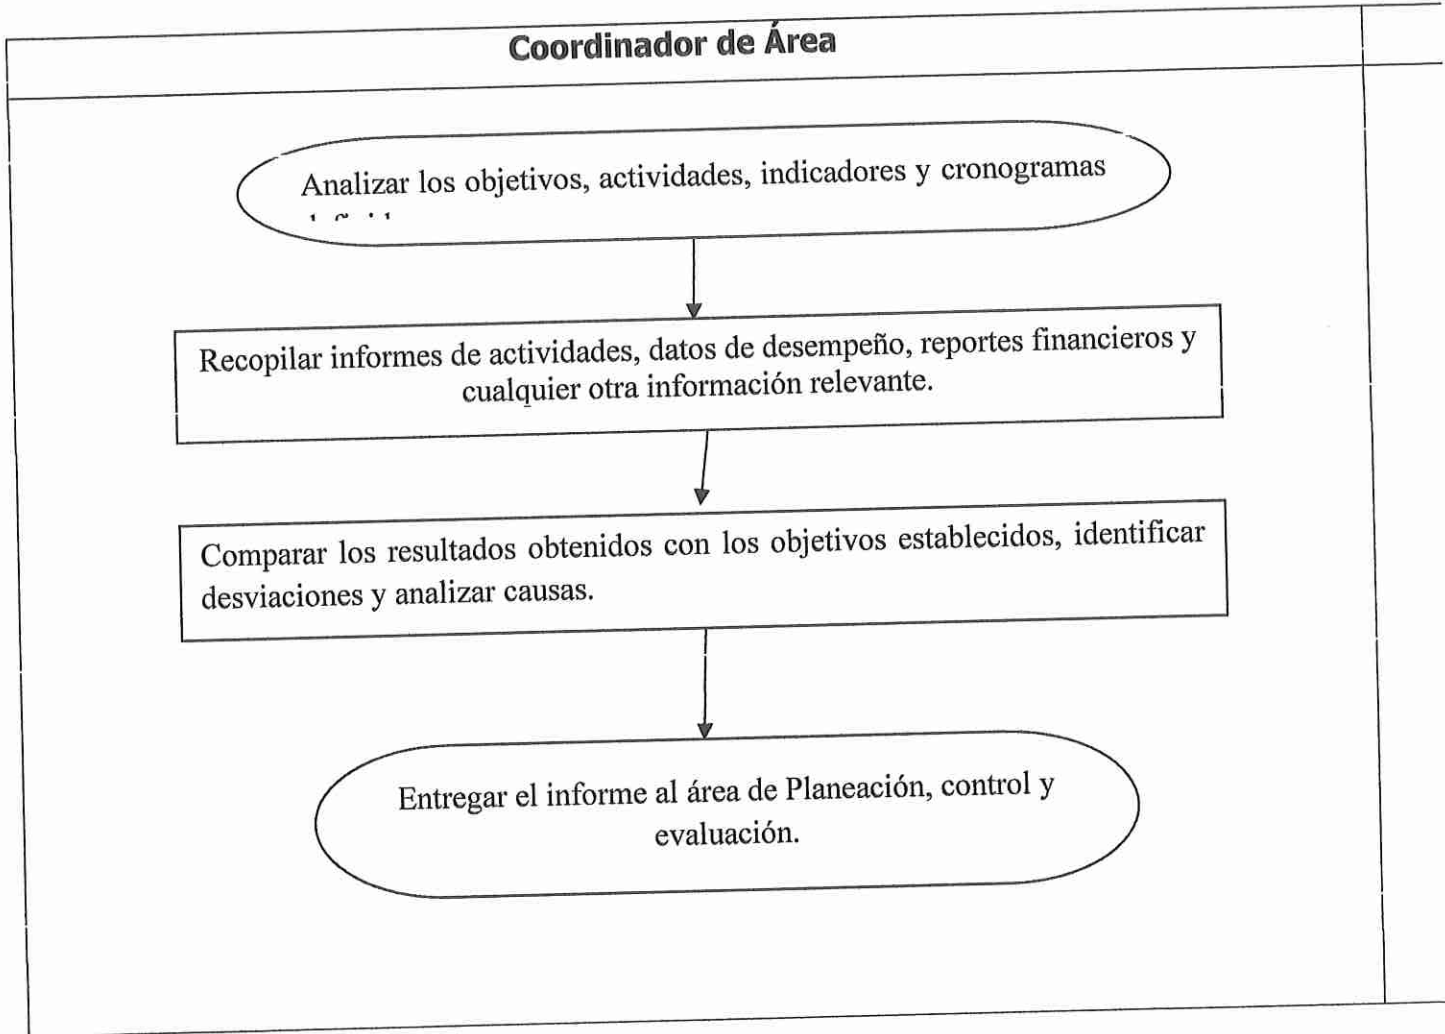 Coordinador de Área
Analizar los objetivos, actividades, indicadores y cronogramas
Recopilar informes de actividades, datos de desempeño, reportes financieros y
cualquier otra información relevante.
Comparar los resultados obtenidos con los objetivos establecidos, identificar
desviaciones y analizar causas.
Entregar el informe al área de Planeación, control y
evaluación.